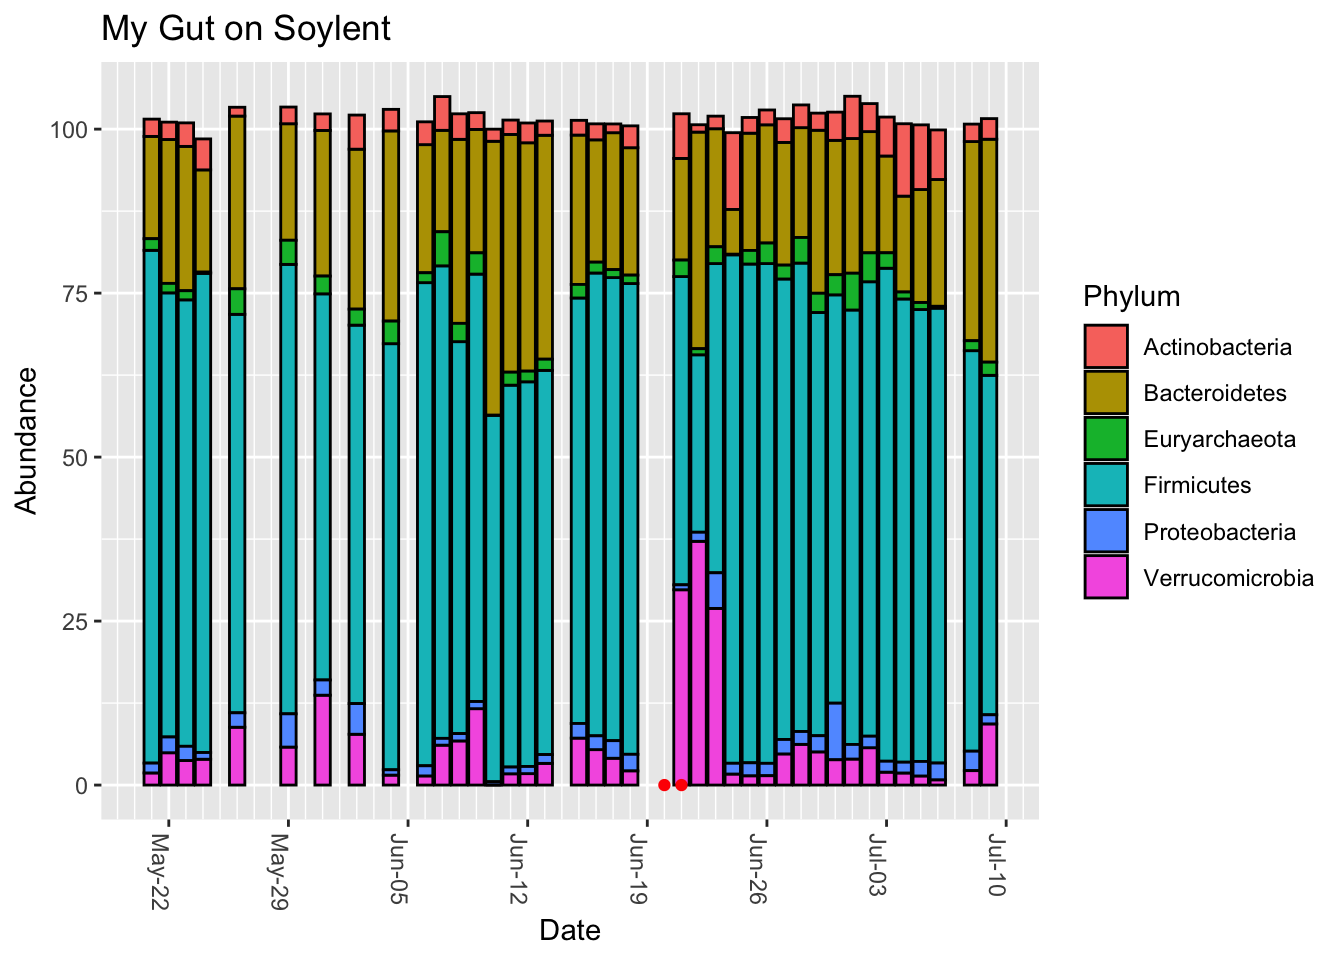 My Gut on Soylent
Abundance
100
75
50
25
0
May-22
May-29
Jun-05
Jun-12
Jun-19
Jun-26
Jul-03
Jul-10
Date
Phylum
Actinobacteria
Bacteroidetes
Euryarchaeota
Firmicutes
Proteobacteria
Verrucomicrobia